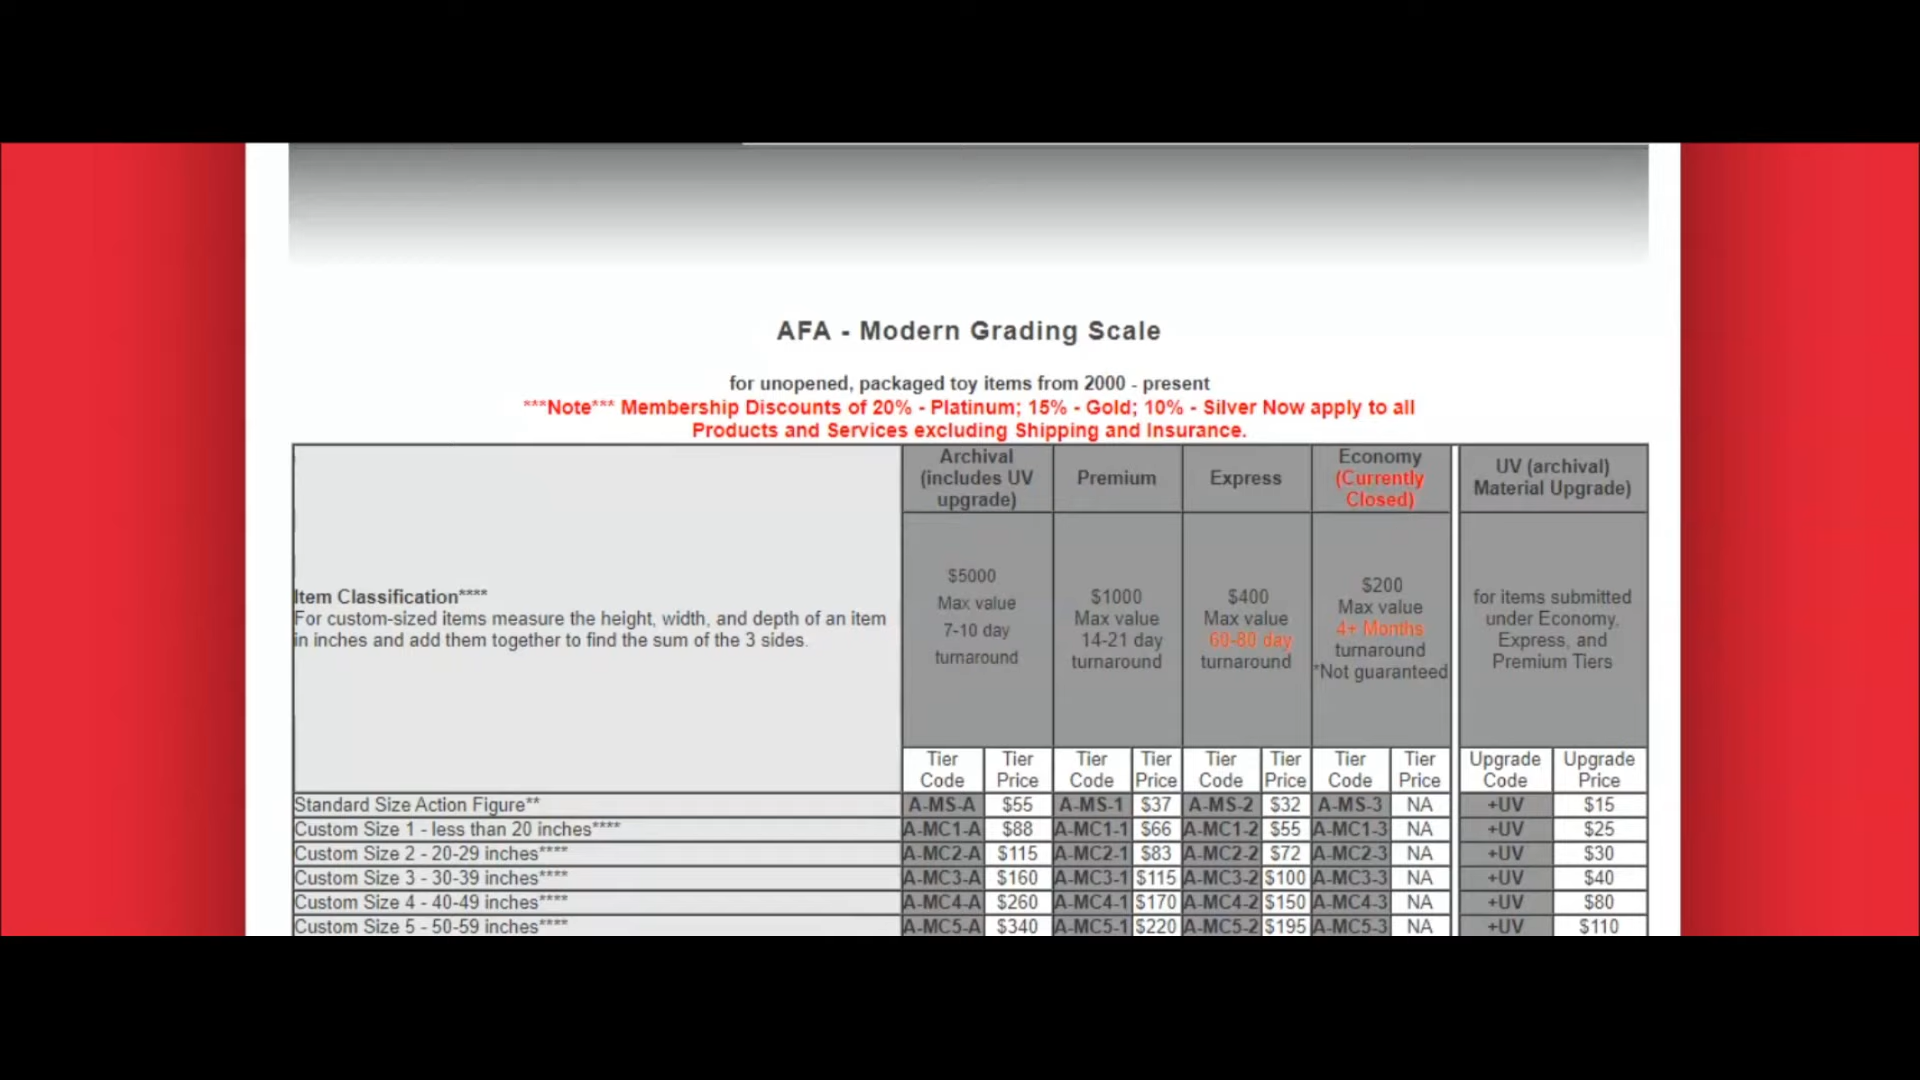 AFA - Modern Grading Scale
for unopened, packaged toy items from 2000 - present
***Note*** Membership Discounts of 20% - Platinum; 15% - Gold; 10% - Silver Now apply to all
Products and Services excluding Shipping and Insurance.
Archival
(includes UV
upgrade)
Premium
Express
Economy
(Currently
Closed)
UV (archival)
Material Upgrade)
Item Classification****
For custom-sized items measure the height, width, and depth of an item
in inches and add them together to find the sum of the 3 sides.
$5000
Max value
7-10 day
turnaround
$1000
Max value
14-21 day
turnaround
$400
Max value
60-80 day
turnaround
$200
Max value
4+ Months
turnaround
*Not guaranteed
for items submitted
under Economy,
Express, and
Premium Tiers
Tier Code Tier Price Tier Code Tier Price Tier Code Tier Price Tier Code Tier Price Upgrade Code Upgrade Price
Standard Size Action Figure** A-MS-A $55 A-MS-1 $37 A-MS-2 $32 A-MS-3 NA +UV $15
Custom Size 1 - less than 20 inches**** A-MC1-A $88 A-MC1-1 $66 A-MC1-2 $55 A-MC1-3 NA +UV $25
Custom Size 2 - 20-29 inches**** A-MC2-A $115 A-MC2-1 $83 A-MC2-2 $72 A-MC2-3 NA +UV $30
Custom Size 3 - 30-39 inches**** A-MC3-A $160 A-MC3-1 $115 A-MC3-2 $100 A-MC3-3 NA +UV $40
Custom Size 4 - 40-49 inches**** A-MC4-A $260 A-MC4-1 $170 A-MC4-2 $150 A-MC4-3 NA +UV $80
Custom Size 5 - 50-59 inches**** A-MC5-A $340 A-MC5-1 $220 A-MC5-2 $195 A-MC5-3 NA +UV $110